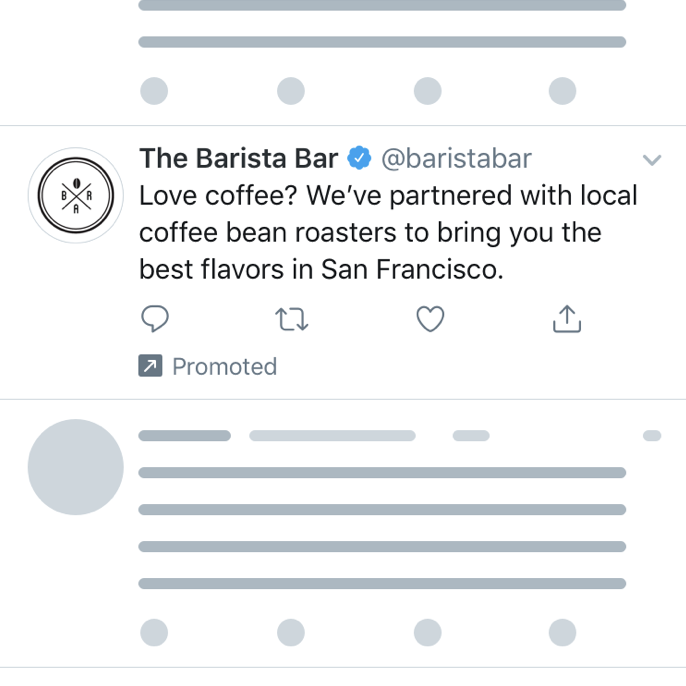 The Barista Bar @baristabar
Love coffee? We’ve partnered with local
coffee bean roasters to bring you the
best flavors in San Francisco.
B R
A
Promoted